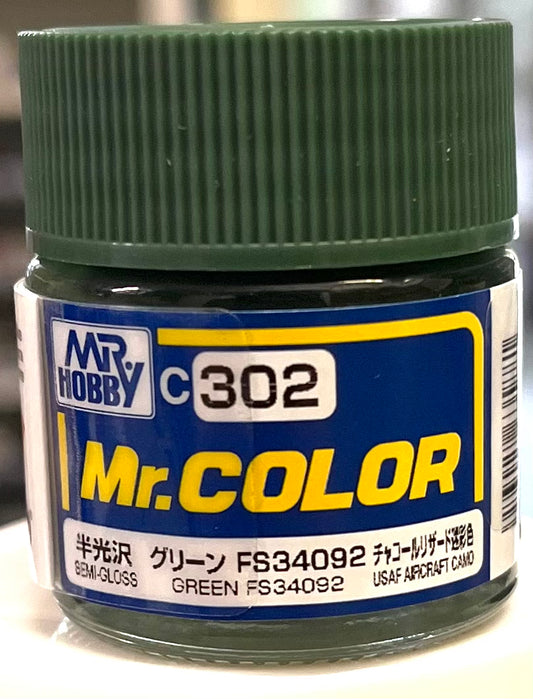 MR. HOBBY
C 302
Mr.COLOR
半光沢 グリーン FS34092 チャコールリザード迷彩色
SEMI-GLOSS GREEN FS34092 USAF AIRCRAFT CAMO